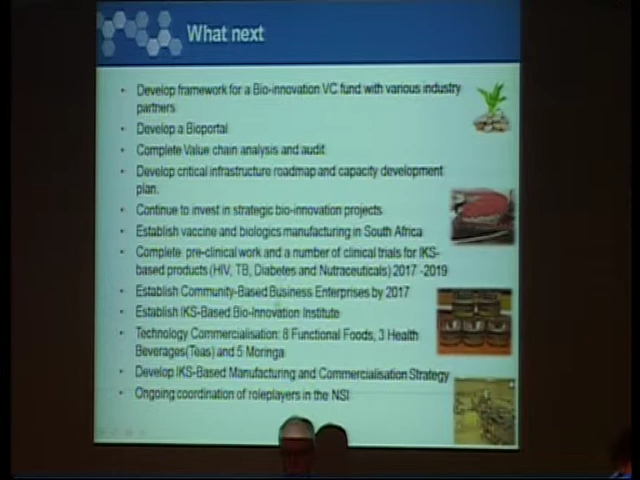 What next
• Develop framework for a Bio-innovation VC fund with various industry
partners
• Develop a Bioportal
• Complete Value chain analysis and audit
• Develop critical infrastructure roadmap and capacity development
plan.
• Continue to invest in strategic bio-innovation projects
• Establish vaccine and biologics manufacturing in South Africa
• Complete pre-clinical work and a number of clinical trials for IKS-
based products (HIV, TB, Diabetes and Nutraceuticals) 2017 -2019
• Establish Community-Based Business Enterprises by 2017
• Establish IKS-Based Bio-Innovation Institute
• Technology Commercialisation: 8 Functional Foods, 3 Health
Beverages(Teas) and 5 Moringa
• Develop IKS-Based Manufacturing and Commercialisation Strategy
• Ongoing coordination of roleplayers in the NSI